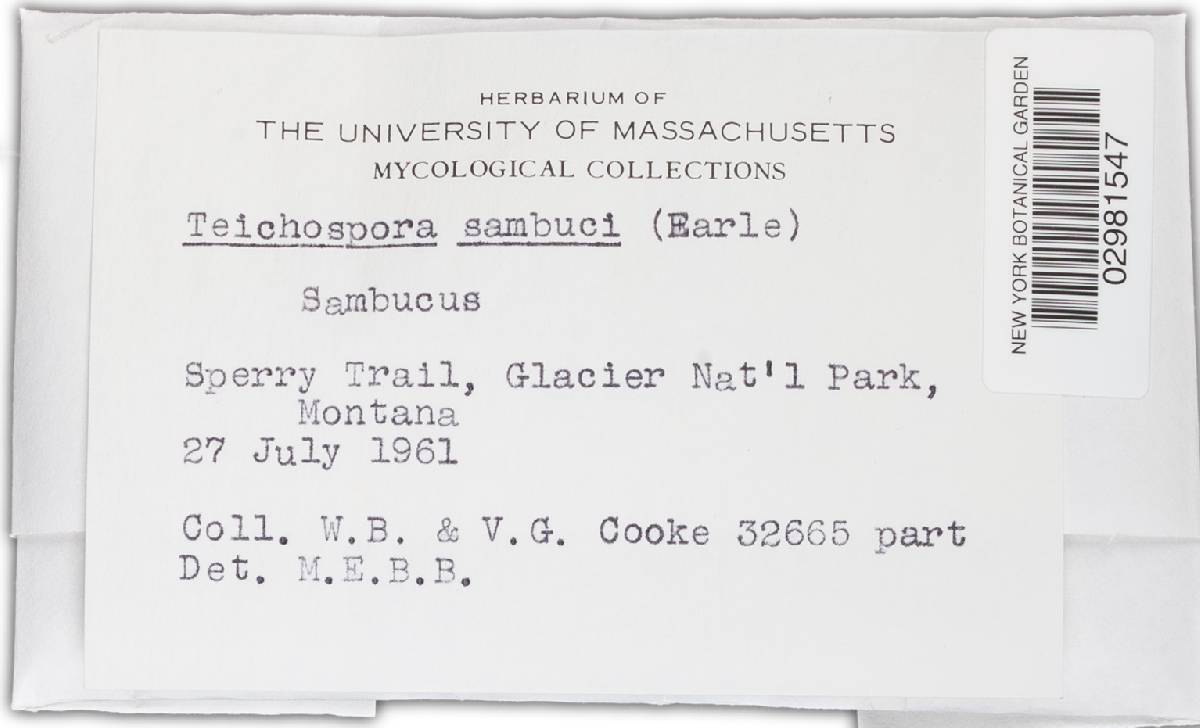 HERBARIUM OF
THE UNIVERSITY OF MASSACHUSETTS
MYCOLOGICAL COLLECTIONS
Teichospora sambuci (Earle)
Sambucus
Sperry Trail, Glacier Nat'l Park,
Montana
27 July 1961
Coll. W.B. & V.G. Cooke 32665 part
Det. M.E.B.B.
NEW YORK BOTANICAL GARDEN
02981547